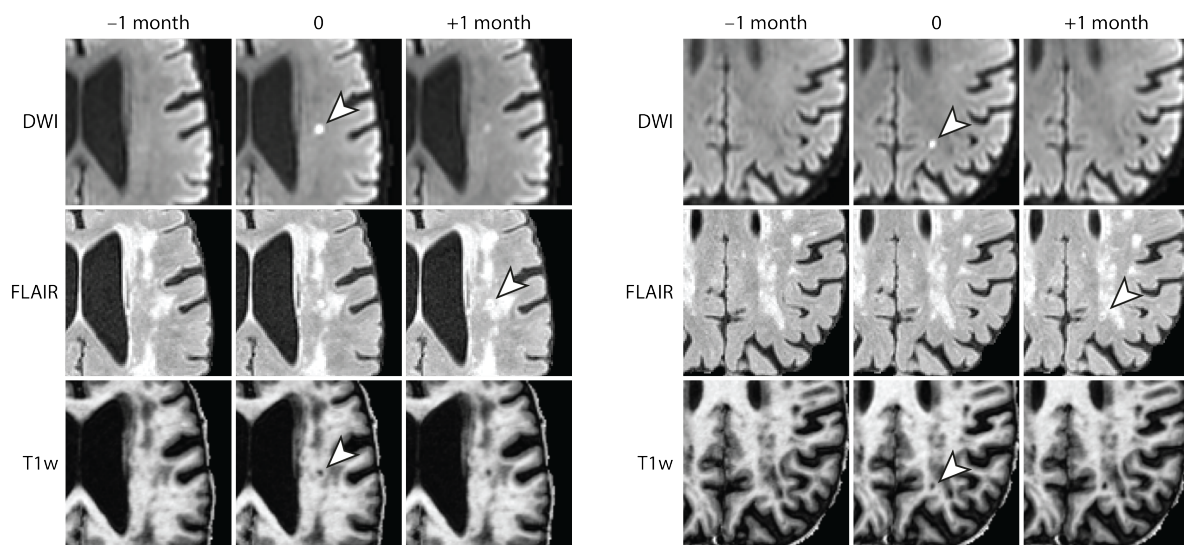 –1 month 0 +1 month –1 month 0 +1 month
DWI DWI
FLAIR FLAIR
T1w T1w